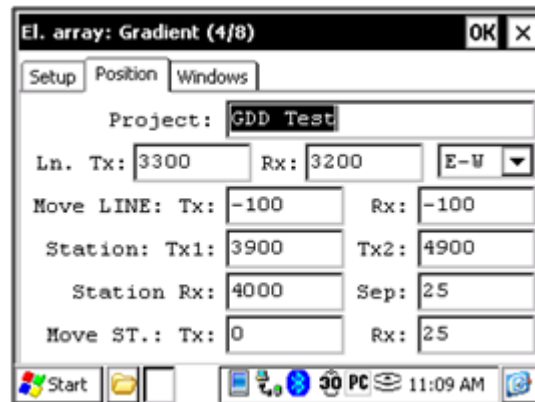 El. array: Gradient (4/8) OK ×
Setup Position Windows
Project: GDD Test
Ln. Tx: 3300 Rx: 3200 E-W
Move LINE: Tx: -100 Rx: -100
Station: Tx1: 3900 Tx2: 4900
Station Rx: 4000 Sep: 25
Move ST.: Tx: 0 Rx: 25
Start PC 11:09 AM